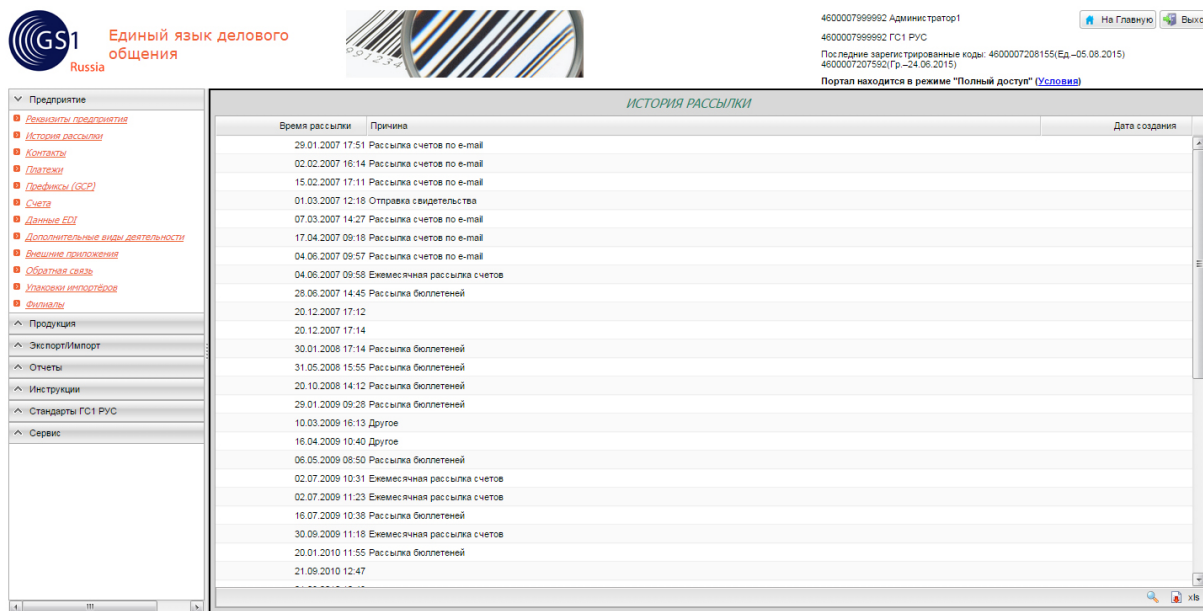 GS1
Russia
Единый язык делового
общения
991234
4600007999992 Администратор1
4600007999992 ГС1 РУС
Последние зарегистрированные коды: 4600007208155(Ед.–05.08.2015)
4600007207592(Гр.–24.06.2015)
Портал находится в режиме "Полный доступ" (Условия)
На Главную
Выхо
Предприятие
Реквизиты предприятия
История рассылки
Контакты
Платежи
Префиксы (GCP)
Счета
Данные EDI
Дополнительные виды деятельности
Внешние приложения
Обратная связь
Упаковки импортёров
Филиалы
Продукция
Экспорт/Импорт
Отчеты
Инструкции
Стандарты ГС1 РУС
Сервис
ИСТОРИЯ РАССЫЛКИ
Время рассылки Причина Дата создания
29.01.2007 17:51 Рассылка счетов по e-mail
02.02.2007 16:14 Рассылка счетов по e-mail
15.02.2007 17:11 Рассылка счетов по e-mail
01.03.2007 12:18 Отправка свидетельства
07.03.2007 14:27 Рассылка счетов по e-mail
17.04.2007 09:18 Рассылка счетов по e-mail
04.06.2007 09:57 Рассылка счетов по e-mail
04.06.2007 09:58 Ежемесячная рассылка счетов
28.06.2007 14:45 Рассылка бюллетеней
20.12.2007 17:12
20.12.2007 17:14
30.01.2008 17:14 Рассылка бюллетеней
31.05.2008 15:55 Рассылка бюллетеней
20.10.2008 14:12 Рассылка бюллетеней
29.01.2009 09:28 Рассылка бюллетеней
10.03.2009 16:13 Другое
16.04.2009 10:40 Другое
06.05.2009 08:50 Рассылка бюллетеней
02.07.2009 10:31 Ежемесячная рассылка счетов
02.07.2009 11:23 Ежемесячная рассылка счетов
16.07.2009 10:38 Рассылка бюллетеней
30.09.2009 11:18 Ежемесячная рассылка счетов
20.01.2010 11:55 Рассылка бюллетеней
21.09.2010 12:47
xls